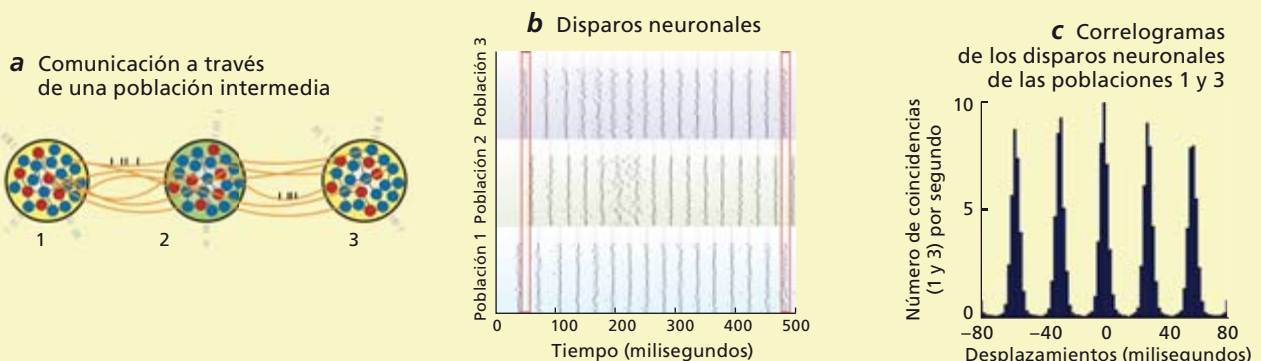 a Comunicación a través
de una población intermedia
1
2
3
b Disparos neuronales
Población 3
Población 2
Población 1
0
100
200
300
400
500
Tiempo (milisegundos)
c Correlogramas
de los disparos neuronales
de las poblaciones 1 y 3
Número de coincidencias
(1 y 3) por segundo
10
5
0
−80
−40
0
40
80
Desplazamientos (milisegundos)